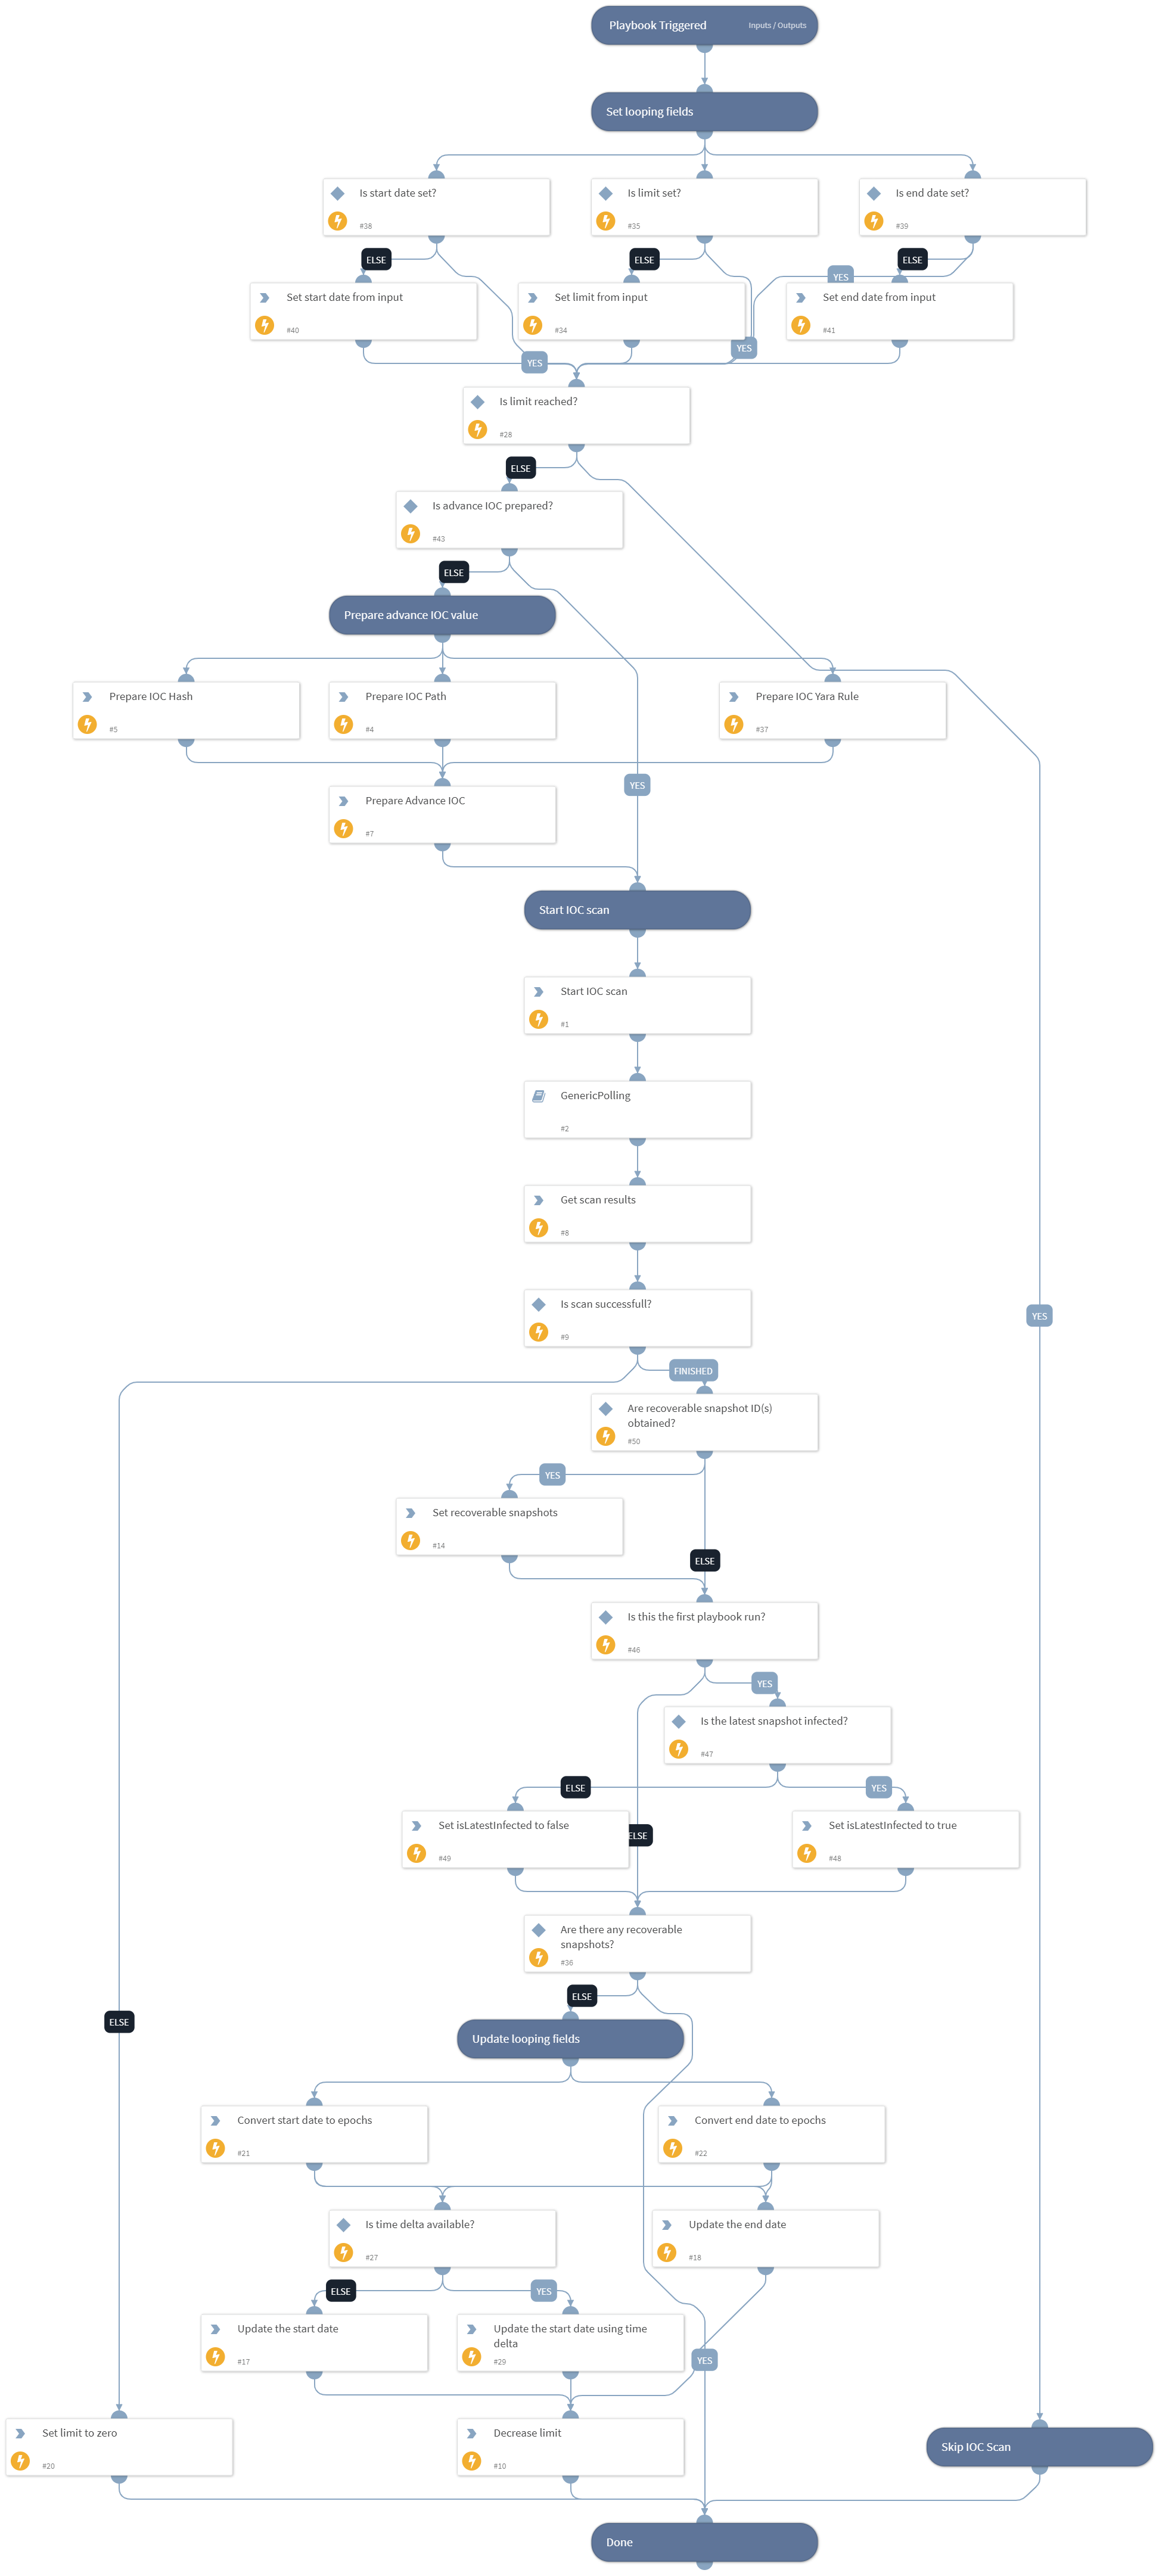 Playbook Triggered
Inputs / Outputs
Set looping fields
Is start date set?
#38
Is limit set?
#35
Is end date set?
#39
ELSE
ELSE
YES
ELSE
Set start date from input
#40
Set limit from input
#34
Set end date from input
#41
YES
YES
Is limit reached?
#28
ELSE
Is advance IOC prepared?
#43
ELSE
Prepare advance IOC value
Prepare IOC Hash
#5
Prepare IOC Path
#4
Prepare IOC Yara Rule
#37
YES
Prepare Advance IOC
#7
Start IOC scan
Start IOC scan
#1
GenericPolling
#2
Get scan results
#8
Is scan successfull?
#9
YES
FINISHED
Are recoverable snapshot ID(s)
obtained?
#50
YES
Set recoverable snapshots
#14
ELSE
Is this the first playbook run?
#46
YES
Is the latest snapshot infected?
#47
ELSE
YES
Set isLatestInfected to false
#49
ELSE
Set isLatestInfected to true
#48
Are there any recoverable
snapshots?
#36
ELSE
ELSE
Update looping fields
Convert start date to epochs
#21
Convert end date to epochs
#22
Is time delta available?
#27
Update the end date
#18
ELSE
YES
Update the start date
#17
Update the start date using time
delta
#29
YES
Set limit to zero
#20
Decrease limit
#10
Skip IOC Scan
Done